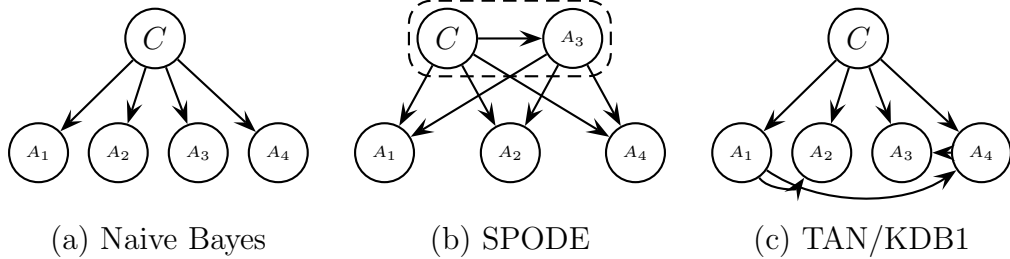 C
A1 A2 A3 A4
(a) Naive Bayes
C A3
A1 A2 A4
(b) SPODE
C
A1 A2 A3 A4
(c) TAN/KDB1